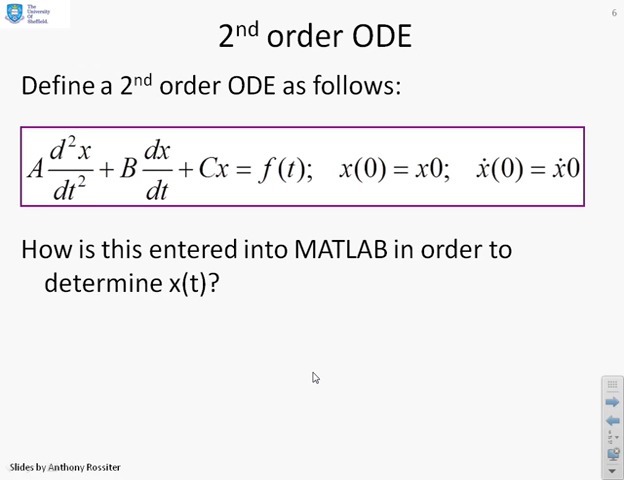 The
University
Of
Sheffield.
6
2nd order ODE
Define a 2nd order ODE as follows:
A d²x/dt² + B dx/dt + Cx = f(t);   x(0) = x0;   ẋ(0) = ẋ0
How is this entered into MATLAB in order to
determine x(t)?
Slides by Anthony Rossiter